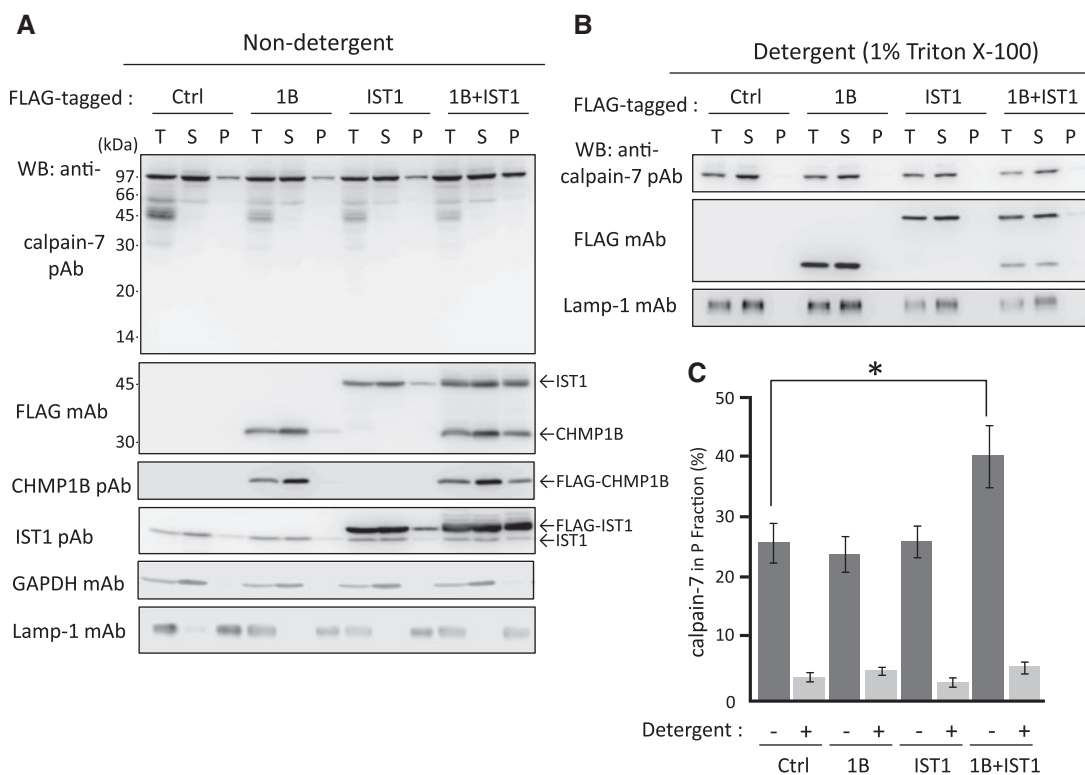 A
Non-detergent
FLAG-tagged : Ctrl 1B IST1 1B+IST1
T S P T S P T S P T S P
(kDa)
WB: anti-
calpain-7
pAb
97
66
45
30
20
14
45
30
FLAG mAb
←IST1
←CHMP1B
CHMP1B pAb ←FLAG-CHMP1B
IST1 pAb
←FLAG-IST1
←IST1
GAPDH mAb
Lamp-1 mAb
B
Detergent (1% Triton X-100)
FLAG-tagged : Ctrl 1B IST1 1B+IST1
T S P T S P T S P T S P
WB: anti-
calpain-7 pAb
FLAG mAb
Lamp-1 mAb
C
*
calpain-7 in P Fraction (%)
50
40
30
20
10
0
Detergent : - + - + - + - +
Ctrl 1B IST1 1B+IST1